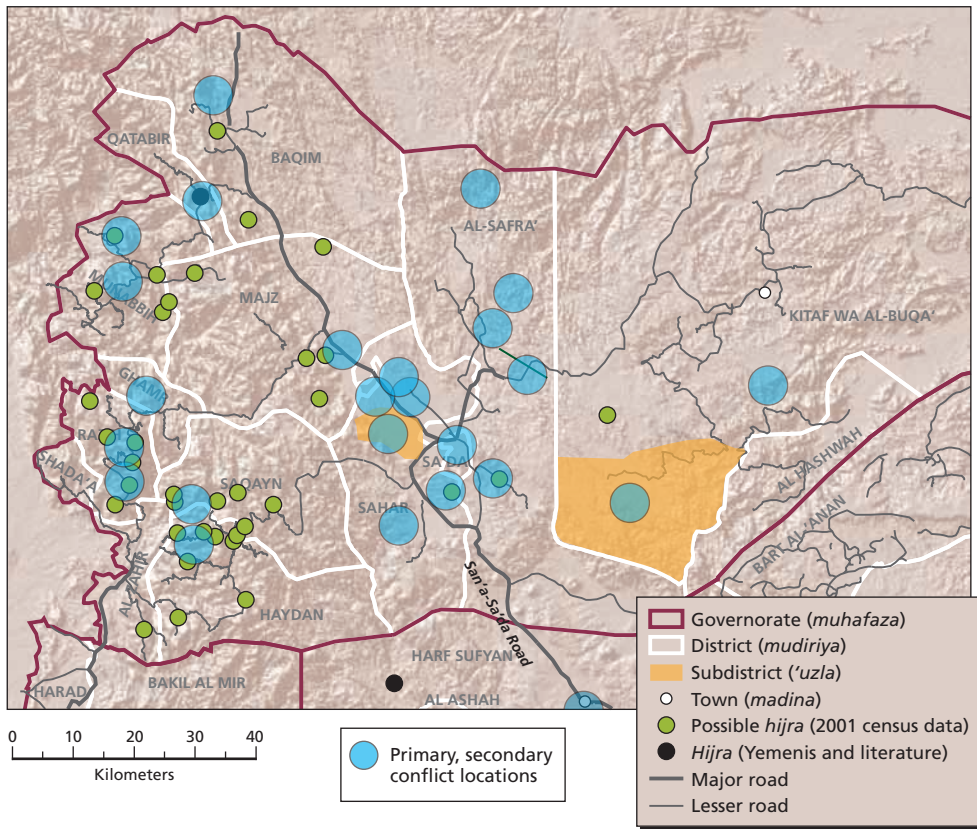 QATABIR
BAQIM
AL-SAFRA'
MUNABBIH
MAJZ
KITAF WA AL-BUQA'
GHAMR
RAZIH
SHADA'A
SA'DA
SAQAYN
SAHAR
AL HASHWAH
BART AL 'ANAN
AL ZAHIR
HAYDAN
San'a-Sa'da Road
HARF SUFYAN
BAKIL AL MIR
HARAD
AL ASHAH
Governorate (muhafaza)
District (mudiriya)
Subdistrict ('uzla)
Town (madina)
Possible hijra (2001 census data)
Hijra (Yemenis and literature)
Major road
Lesser road
0 10 20 30 40
Kilometers
Primary, secondary
conflict locations